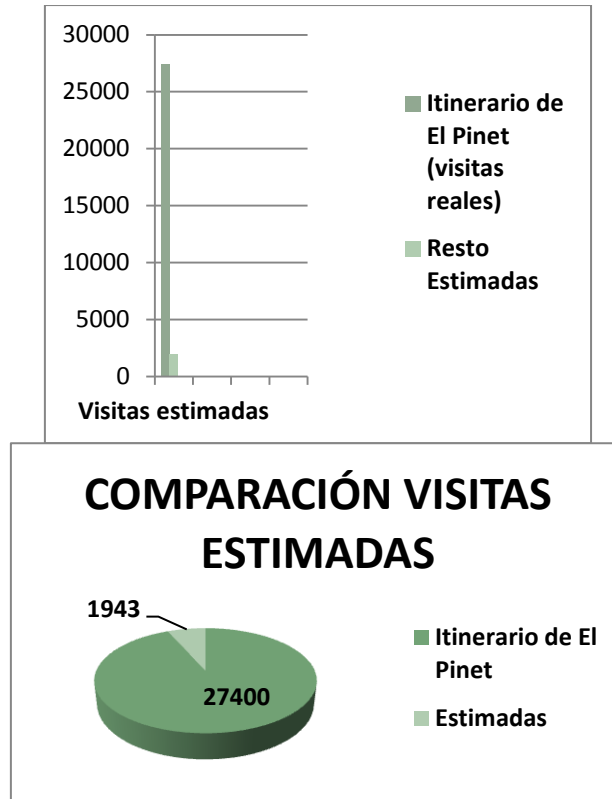 30000
25000
20000
15000
10000
5000
0
Visitas estimadas
Itinerario de
El Pinet
(visitas
reales)
Resto
Estimadas
COMPARACIÓN VISITAS
ESTIMADAS
1943
27400
Itinerario de El
Pinet
Estimadas